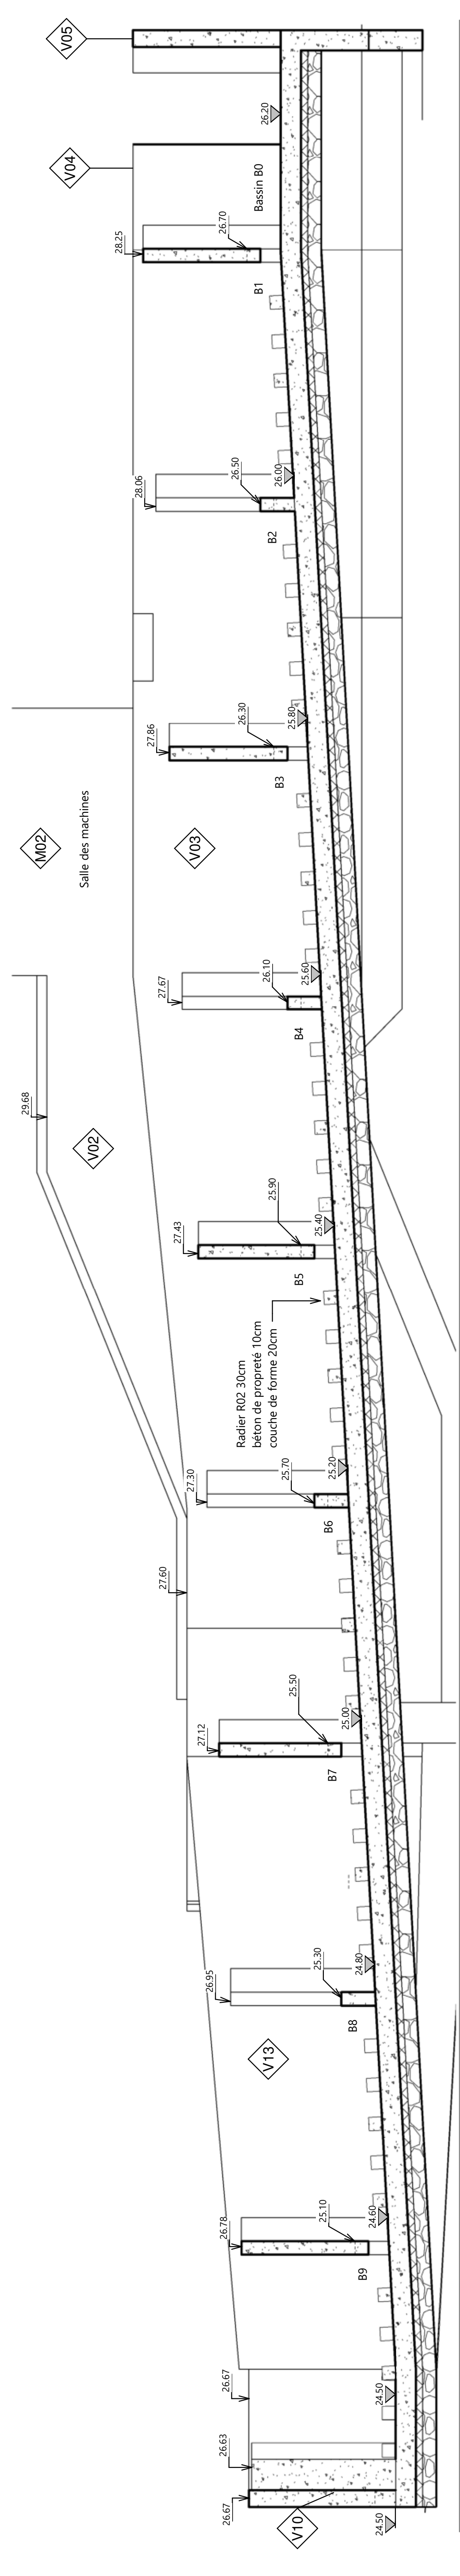 V05
V04
26.20
Bassin B0
28.25
26.70
B1
28.06
26.50
26.00
B2
27.86
26.30
25.80
B3
M02
Salle des machines
V03
27.67
26.10
25.60
B4
29.68
V02
27.43
25.90
25.40
B5
Radier R02 30cm
béton de propreté 10cm
couche de forme 20cm
27.30
25.70
25.20
B6
27.60
27.12
25.50
25.00
B7
26.95
25.30
24.80
B8
V13
26.78
25.10
24.60
B9
26.67
24.50
26.63
26.67
V10
24.50